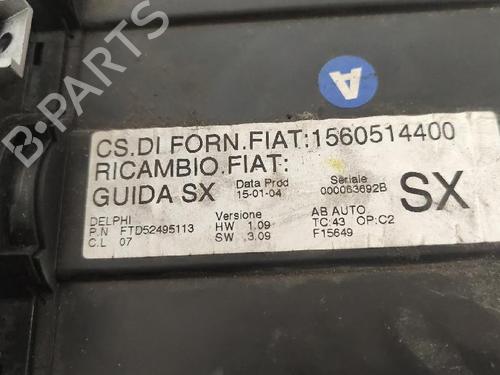 A
CS.DI FORN.FIAT:1560514400
RICAMBIO.FIAT:
GUIDA SX
Data Prod
15-01-04
Seriale
000063692B
SX
DELPHI
P.N FTD52495113
C.L 07
Versione
HW 1.09
SW 3.09
AB AUTO
TC:43 OP:C2
F15649
B-PARTS